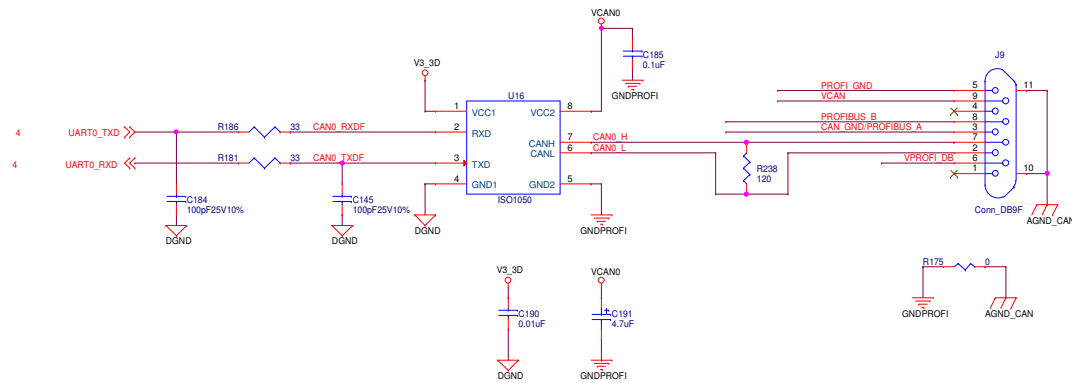 VCAN0
C185
0.1uF
GNDPROFI
V3_3D
U16
1 VCC1 VCC2 8
4 UART0_TXD R186 33 CAN0_RXDF 2 RXD
CANH 7 CAN0_H
4 UART0_RXD R181 33 CAN0_TXDF 3 TXD
CANL 6 CAN0_L
4 GND1 GND2 5
ISO1050
C184
100pF25V10%
DGND
C145
100pF25V10%
DGND
DGND
GNDPROFI
R238
120
J9
PROFI_GND 5 11
VCAN 9
4
PROFIBUS_B 8
CAN_GND/PROFIBUS_A 3
7
2
VPROFI_DB 6
1 10
Conn_DB9F
AGND_CAN
R175 0
GNDPROFI AGND_CAN
V3_3D
C190
0.01uF
DGND
VCAN0
+
C191
4.7uF
GNDPROFI